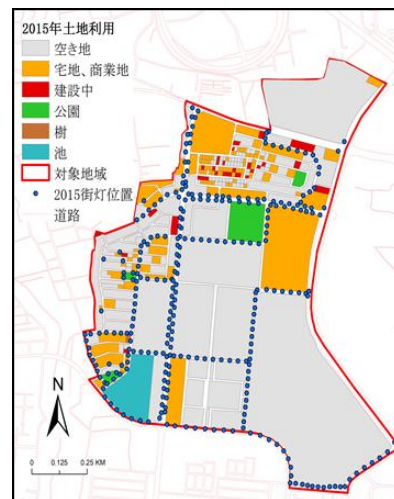 2015年土地利用
空き地
宅地、商業地
建設中
公園
樹
池
対象地域
2015街灯位置
道路
N
0 0.125 0.25 KM